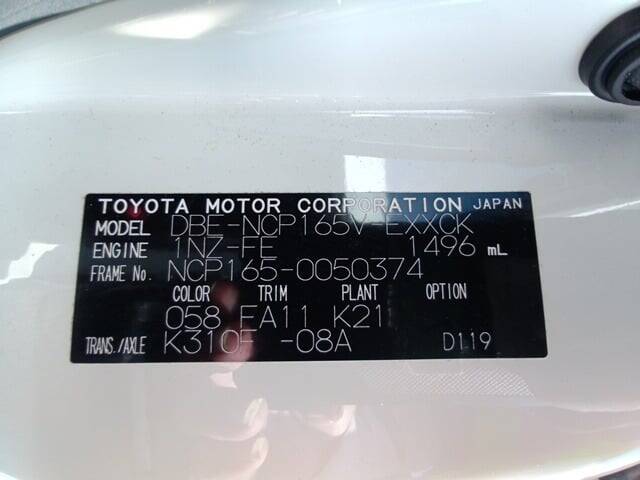 TOYOTA MOTOR CORPORATION JAPAN
MODEL DBE-NCP165V-EXXCK
ENGINE 1NZ-FE 1496 mL
FRAME No. NCP165-0050374
COLOR TRIM PLANT OPTION
058 FA11 K21
TRANS./AXLE K310F -08A D119